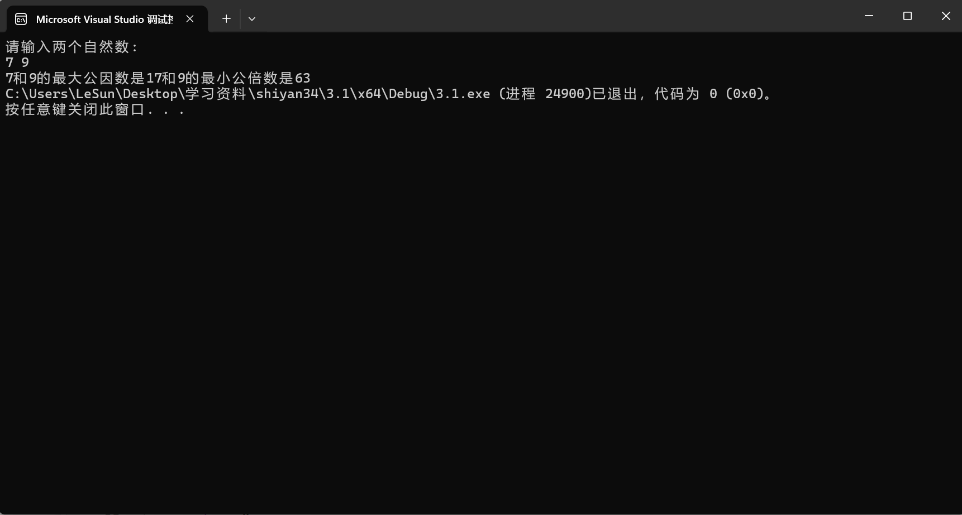 Microsoft Visual Studio 调试控
请输入两个自然数:
7 9
7和9的最大公因数是17和9的最小公倍数是63
C:\Users\LeSun\Desktop\学习资料\shiyan34\3.1\x64\Debug\3.1.exe (进程 24900)已退出，代码为 0 (0x0)。
按任意键关闭此窗口. . .